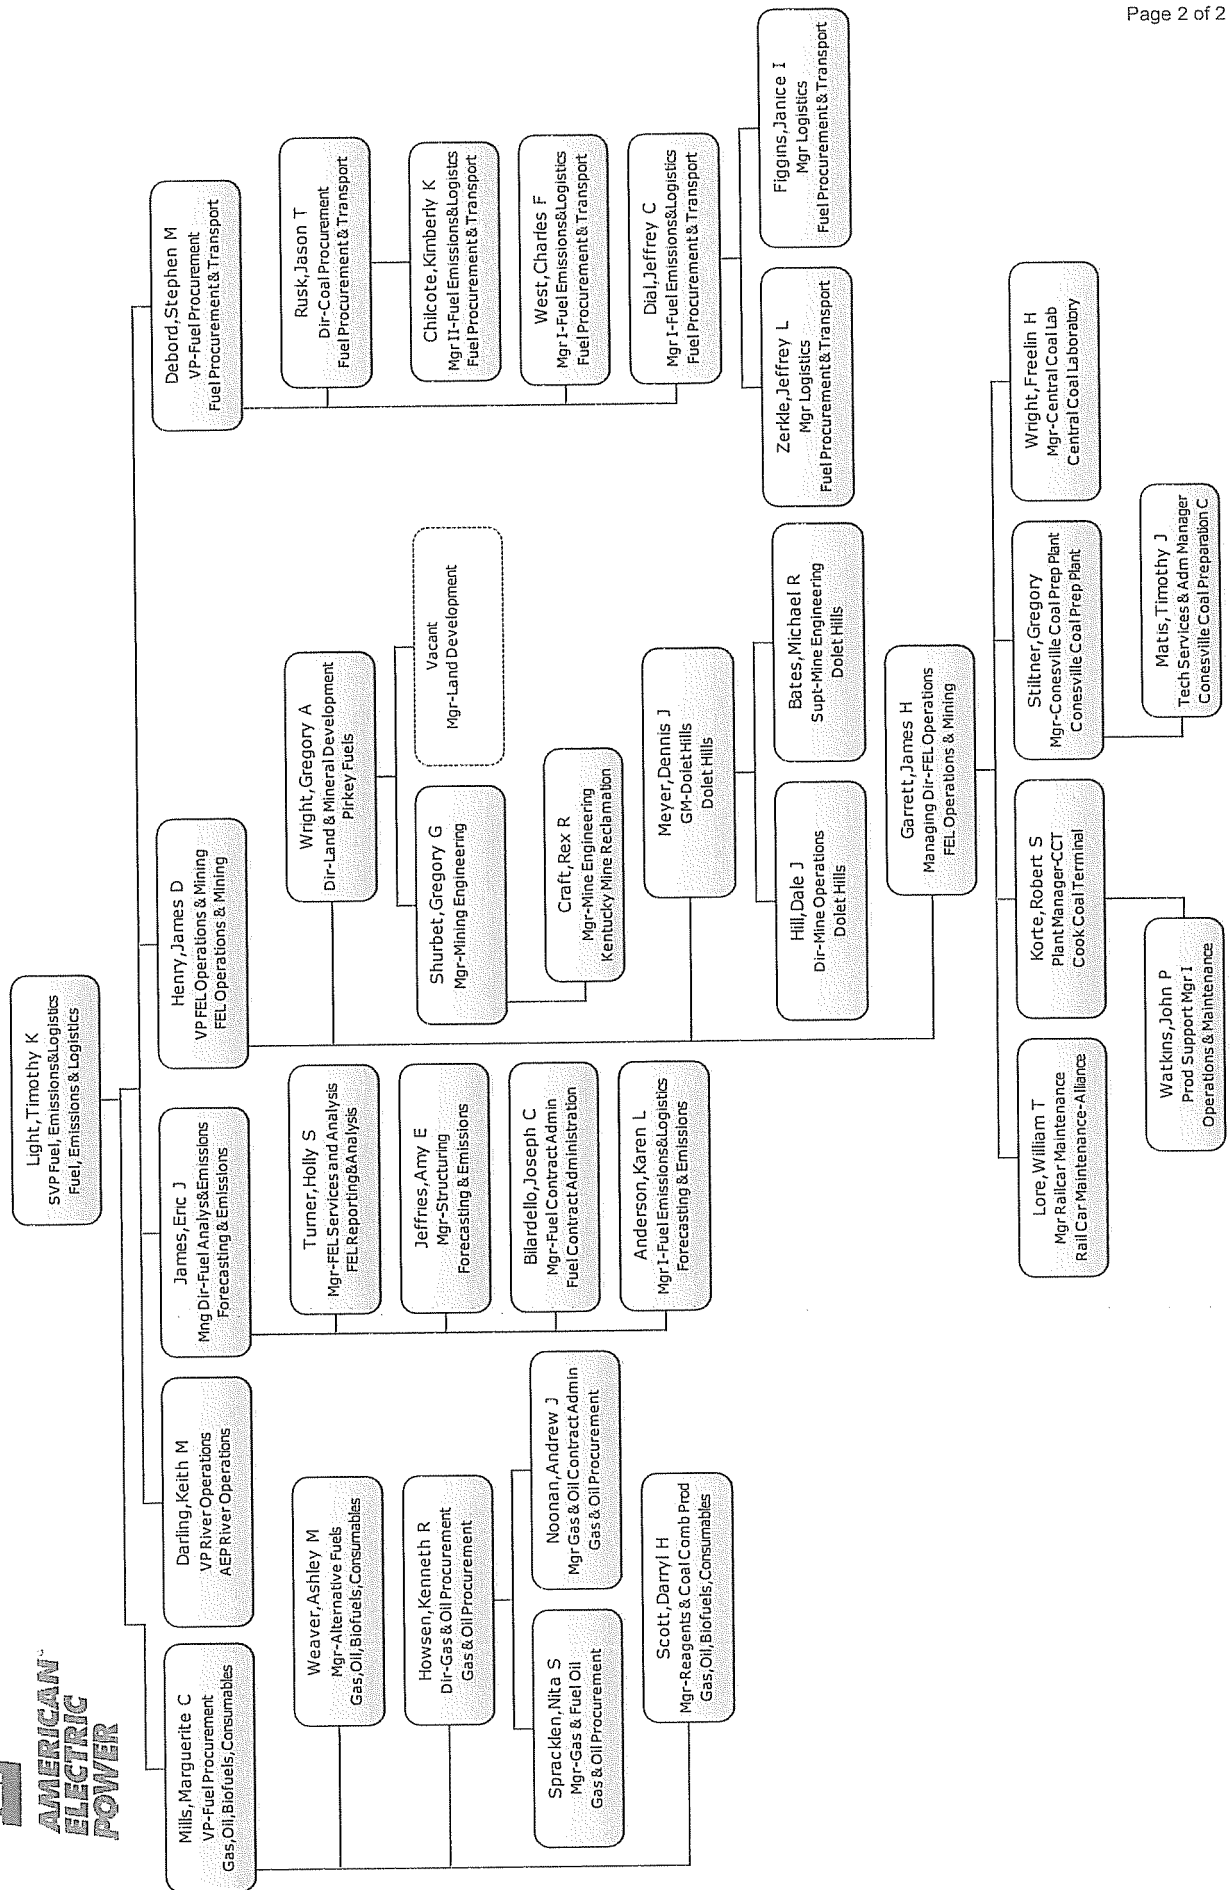 Page 2 of 2
AMERICAN
ELECTRIC
POWER
Light,Timothy K
SVP Fuel, Emissions&Logistics
Fuel, Emissions & Logistics
Mills,Marguerite C
VP-Fuel Procurement
Gas,Oil,Biofuels,Consumables
Darling,Keith M
VP River Operations
AEP River Operations
James,Eric J
Mng Dir-Fuel Analys&Emissions
Forecasting & Emissions
Henry,James D
VP FEL Operations & Mining
FEL Operations & Mining
Debord,Stephen M
VP-Fuel Procurement
Fuel Procurement & Transport
Weaver,Ashley M
Mgr-Alternative Fuels
Gas,Oil,Biofuels,Consumables
Howsen,Kenneth R
Dir-Gas & Oil Procurement
Gas & Oil Procurement
Spracklen,Nita S
Mgr-Gas & Fuel Oil
Gas & Oil Procurement
Noonan,Andrew J
Mgr Gas & Oil Contract Admin
Gas & Oil Procurement
Scott,Darryl H
Mgr-Reagents & Coal Comb Prod
Gas,Oil,Biofuels,Consumables
Turner,Holly S
Mgr-FEL Services and Analysis
FEL Reporting&Analysis
Jeffries,Amy E
Mgr-Structuring
Forecasting & Emissions
Bilardello,Joseph C
Mgr-Fuel Contract Admin
Fuel Contract Administration
Anderson,Karen L
Mgr I-Fuel Emissions&Logistics
Forecasting & Emissions
Wright,Gregory A
Dir-Land & Mineral Development
Pirkey Fuels
Shurbet,Gregory G
Mgr-Mining Engineering
Vacant
Mgr-Land Development
Craft,Rex R
Mgr-Mine Engineering
Kentucky Mine Reclamation
Meyer,Dennis J
GM-Dolet Hills
Dolet Hills
Hill,Dale J
Dir-Mine Operations
Dolet Hills
Bates,Michael R
Supt-Mine Engineering
Dolet Hills
Garrett,James H
Managing Dir-FEL Operations
FEL Operations & Mining
Lore,William T
Mgr Railcar Maintenance
Rail Car Maintenance-Alliance
Korte,Robert S
Plant Manager-CCT
Cook Coal Terminal
Stiltner,Gregory
Mgr-Conesville Coal Prep Plant
Conesville Coal Prep Plant
Wright,Freelin H
Mgr-Central Coal Lab
Central Coal Laboratory
Watkins,John P
Prod Support Mgr I
Operations & Maintenance
Matis,Timothy J
Tech Services & Adm Manager
Conesville Coal Preparation C
Rusk,Jason T
Dir-Coal Procurement
Fuel Procurement & Transport
Chilcote,Kimberly K
Mgr II-Fuel Emissions&Logistcs
Fuel Procurement & Transport
West,Charles F
Mgr I-Fuel Emissions&Logistics
Fuel Procurement & Transport
Dial,Jeffrey C
Mgr I-Fuel Emissions&Logistics
Fuel Procurement & Transport
Zerkle,Jeffrey L
Mgr Logistics
Fuel Procurement & Transport
Figgins,Janice I
Mgr Logistics
Fuel Procurement & Transport